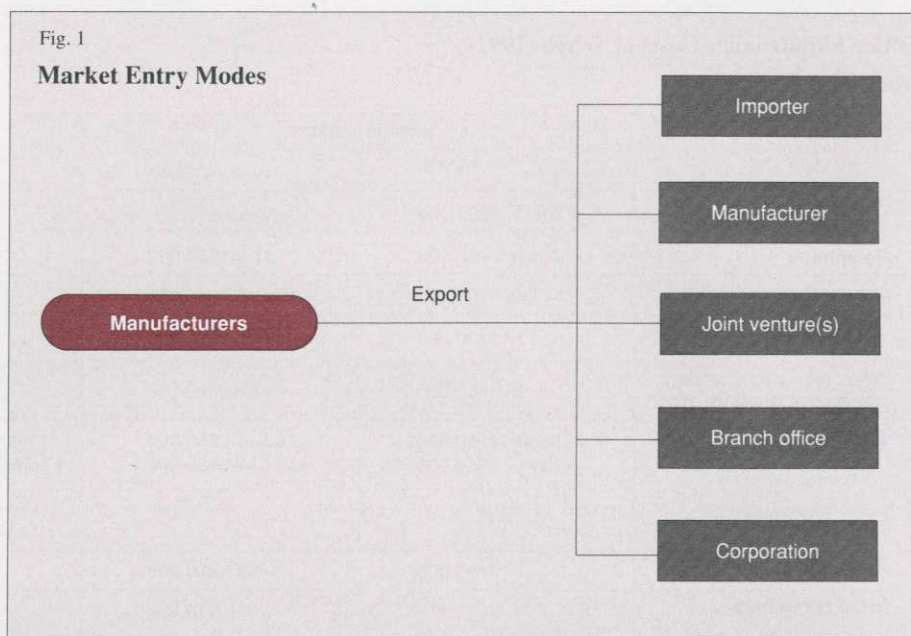 Fig. 1
Market Entry Modes
Importer
Manufacturer
Manufacturers
Export
Joint venture(s)
Branch office
Corporation